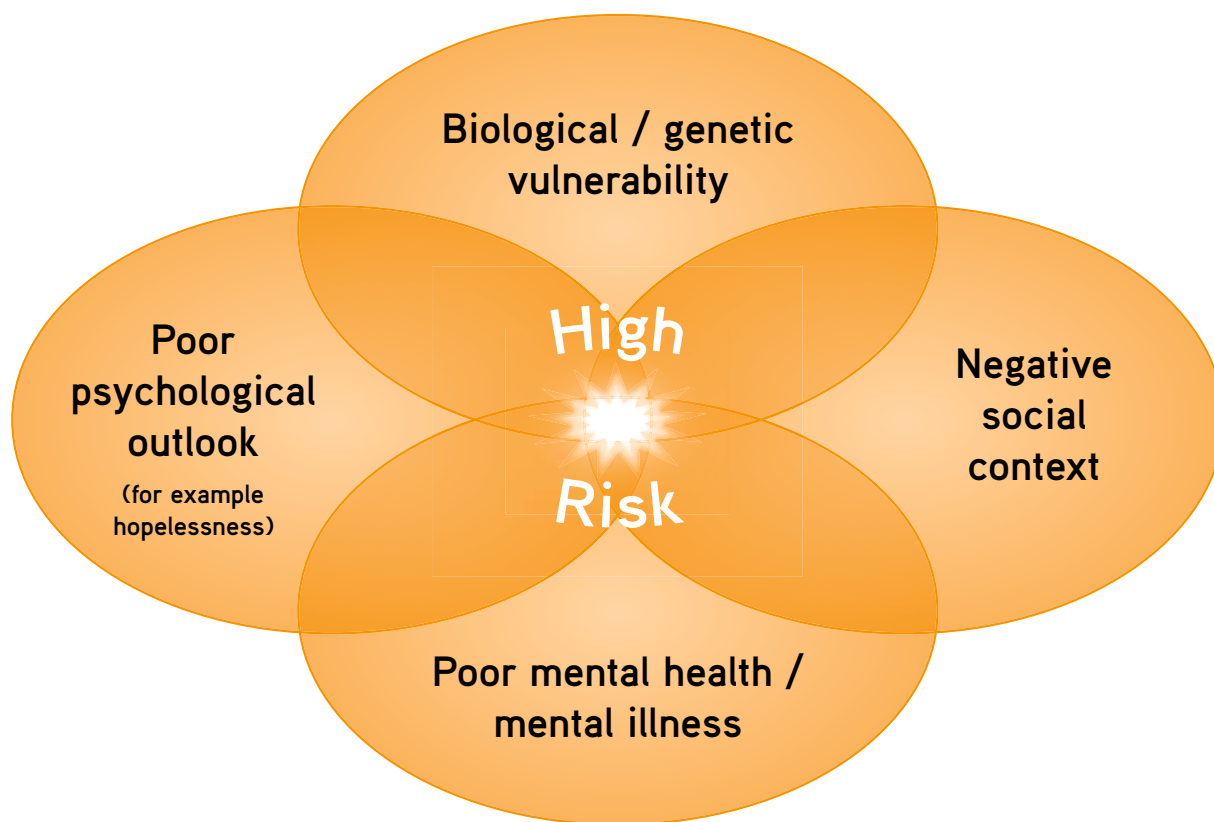 Biological / genetic
vulnerability
Poor
psychological
outlook
(for example
hopelessness)
High
Risk
Negative
social
context
Poor mental health /
mental illness